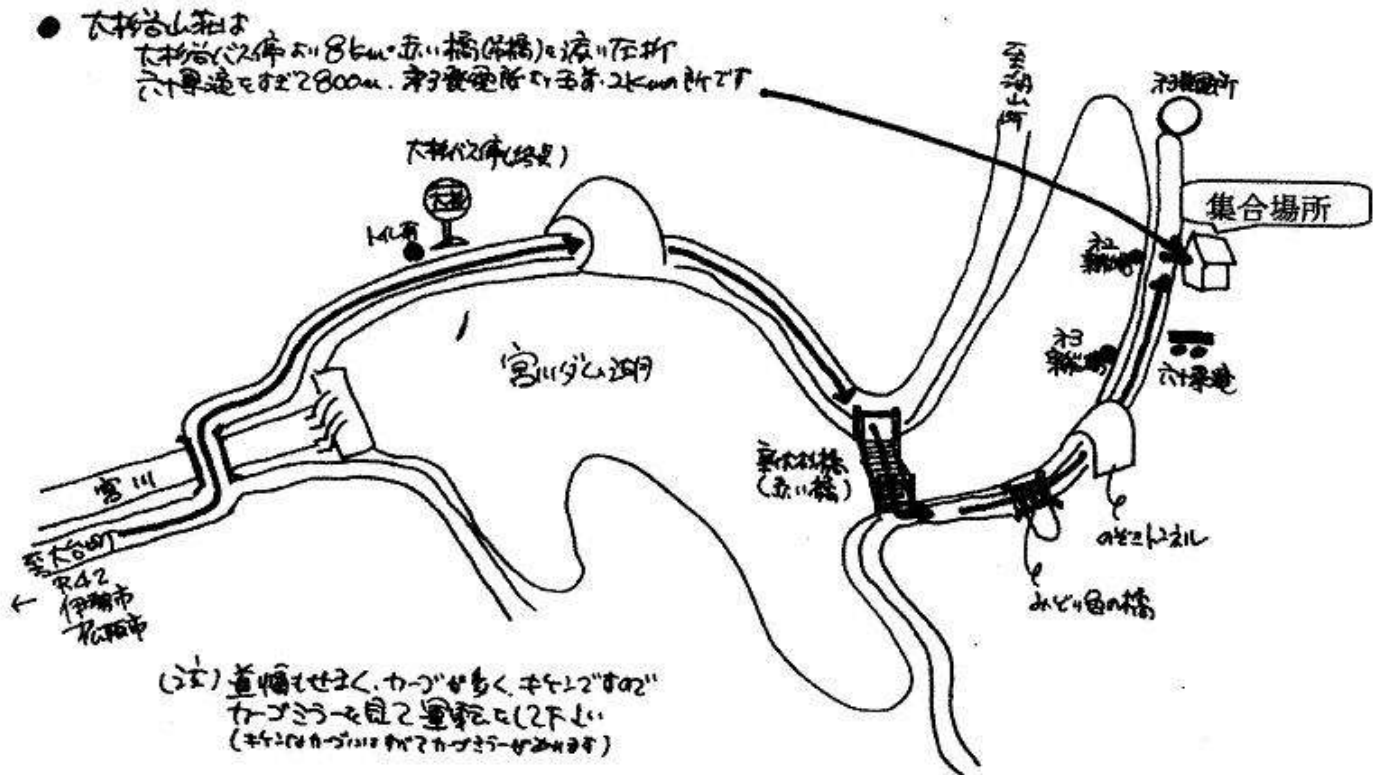 ● 大杉谷山荘は
大杉谷バス停より8km・赤い橋(吊橋)を渡り左折
六十尋滝をすぎて800m. 第3発電所より手前.2kmの所です
大杉バス停(終点)
大杉
トイレ有
第3発電所
集合場所
宮川ダム湖
六十尋滝
新大杉橋
(赤い橋)
宮川
のぞきトンネル
みどり色の橋
至大台町
R42
←
伊勢市
松阪市
(注)道幅もせまく.カーブが多く.キケンですので
カーブミラーを見て運転をして下さい
(キケンなカーブにはすべてカーブミラーがあります)